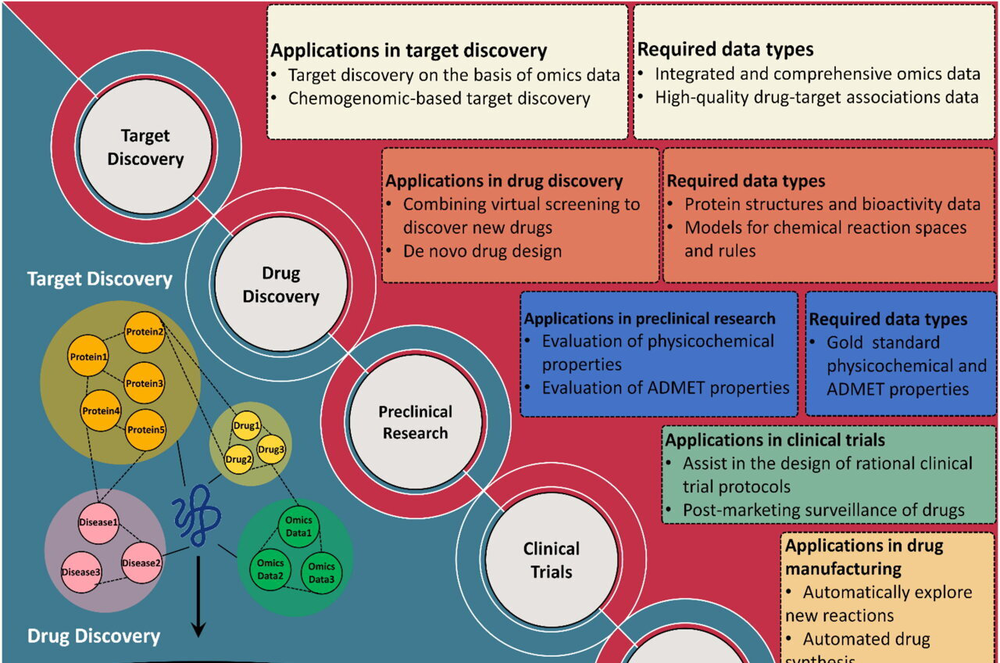 Applications in target discovery
• Target discovery on the basis of omics data
• Chemogenomic-based target discovery
Required data types
• Integrated and comprehensive omics data
• High-quality drug-target associations data
Target
Discovery
Applications in drug discovery
• Combining virtual screening to
discover new drugs
• De novo drug design
Required data types
• Protein structures and bioactivity data
• Models for chemical reaction spaces
and rules
Drug
Discovery
Applications in preclinical research
• Evaluation of physicochemical
properties
• Evaluation of ADMET properties
Required data types
• Gold standard
physicochemical and
ADMET properties
Preclinical
Research
Applications in clinical trials
• Assist in the design of rational clinical
trial protocols
• Post-marketing surveillance of drugs
Clinical
Trials
Applications in drug
manufacturing
• Automatically explore
new reactions
• Automated drug
synthesis
Target Discovery
Protein2
Protein1
Protein3
Protein4
Protein5
Drug1
Drug3
Drug2
Disease1
Disease2
Disease3
Omics
Data1
Omics
Data2
Omics
Data3
Drug Discovery